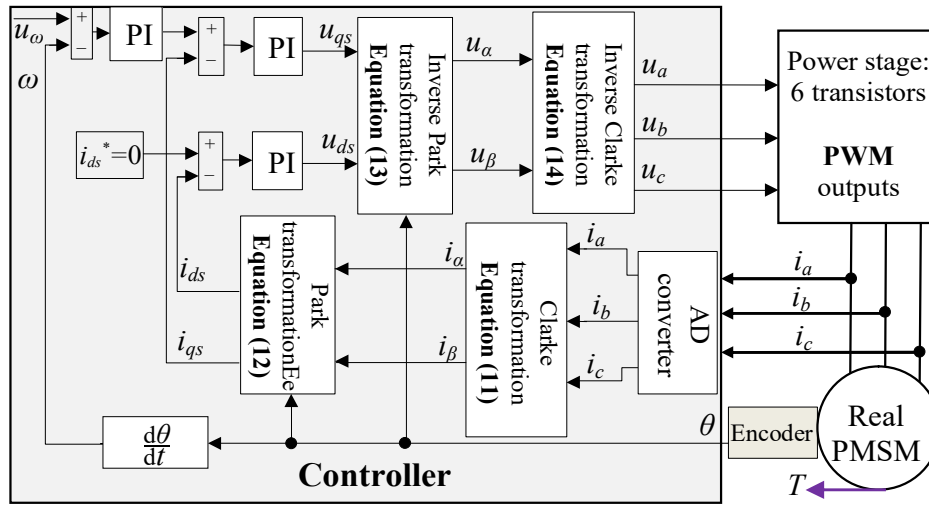 u_ω
+
−
PI
+
−
PI
u_qs
Inverse Park
transformation
Equation (13)
u_α
u_β
Inverse Clarke
transformation
Equation (14)
u_a
u_b
u_c
Power stage:
6 transistors
PWM
outputs
ω
i_ds*=0
+
−
PI
u_ds
i_ds
i_qs
Park
transformationEe
Equation (12)
i_α
i_β
Clarke
transformation
Equation (11)
i_a
i_b
i_c
AD
converter
i_a
i_b
i_c
dθ
dt
Controller
θ
Encoder
Real
PMSM
T